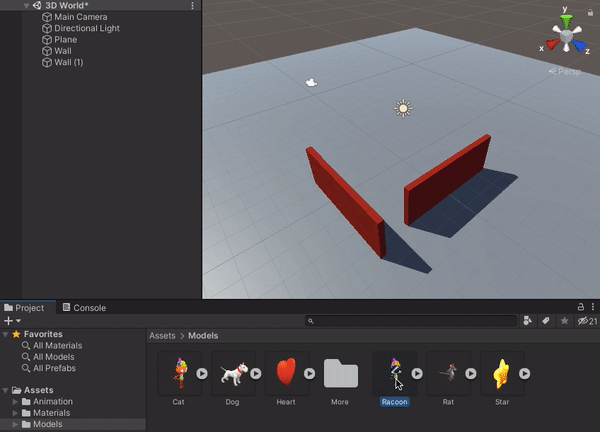 3D World*
Main Camera
Directional Light
Plane
Wall
Wall (1)
y
x
z
Persp
Project
Console
21
Favorites
All Materials
All Models
All Prefabs
Assets
Animation
Materials
Models
Assets Models
Cat Dog Heart More Racoon Rat Star